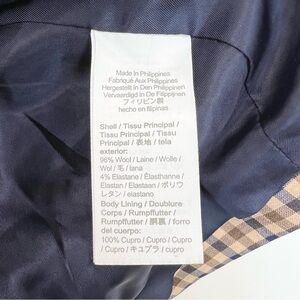 Made In Philippines
Fabriqué Aux Philippines
Hergestellt in Den Philippinen
Vervaardigd in De Filippijnen
フィリピン製
hecho en filipinas
Shell / Tissu Principal /
Tissu Principal / Tissu
Principal / 表地 / tela
exterior:
96% Wool / Laine / Wolle /
Wol / 毛 / lana
4% Elastane / Élasthanne /
Elastan / Elastaan / ポリウ
レタン / elastano
Body Lining / Doublure
Corps / Rumpffutter /
Rumpffutter / 胴裏 / forro
del cuerpo:
100% Cupro / Cupro / Cupro
/ Cupro / キュプラ / cupro